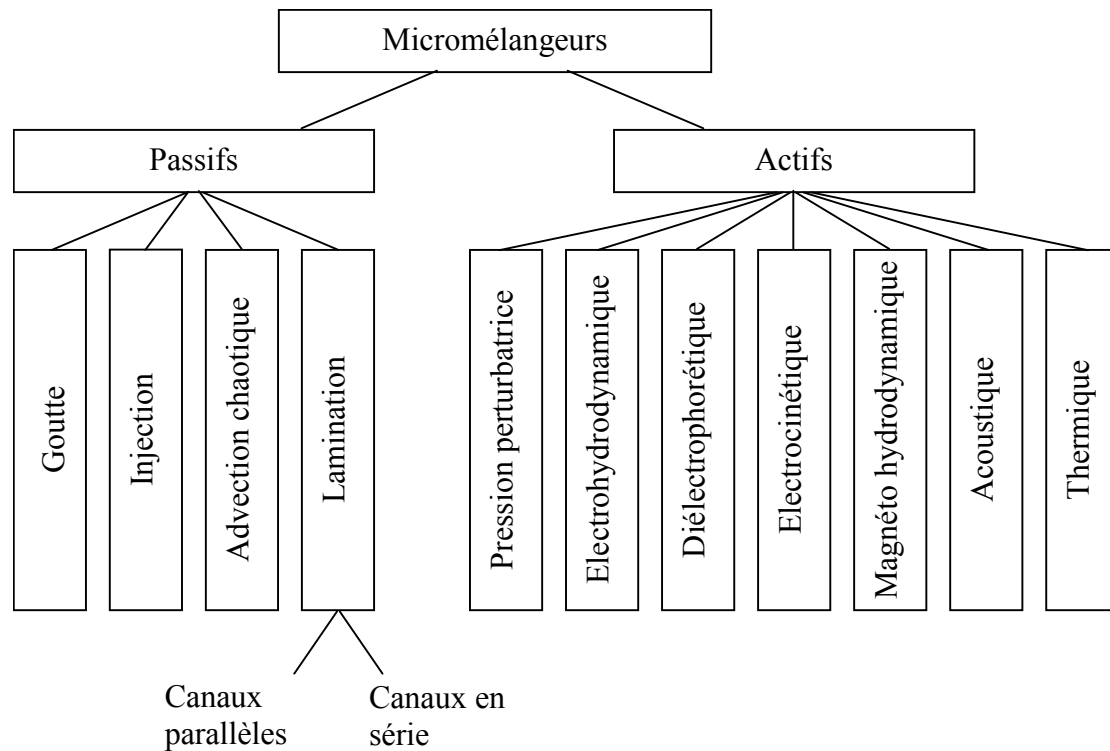 Micromélangeurs
Passifs
Actifs
Goutte
Injection
Advection chaotique
Lamination
Pression perturbatrice
Electrohydrodynamique
Diélectrophorétique
Electrocinétique
Magnéto hydrodynamique
Acoustique
Thermique
Canaux
parallèles
Canaux en
série